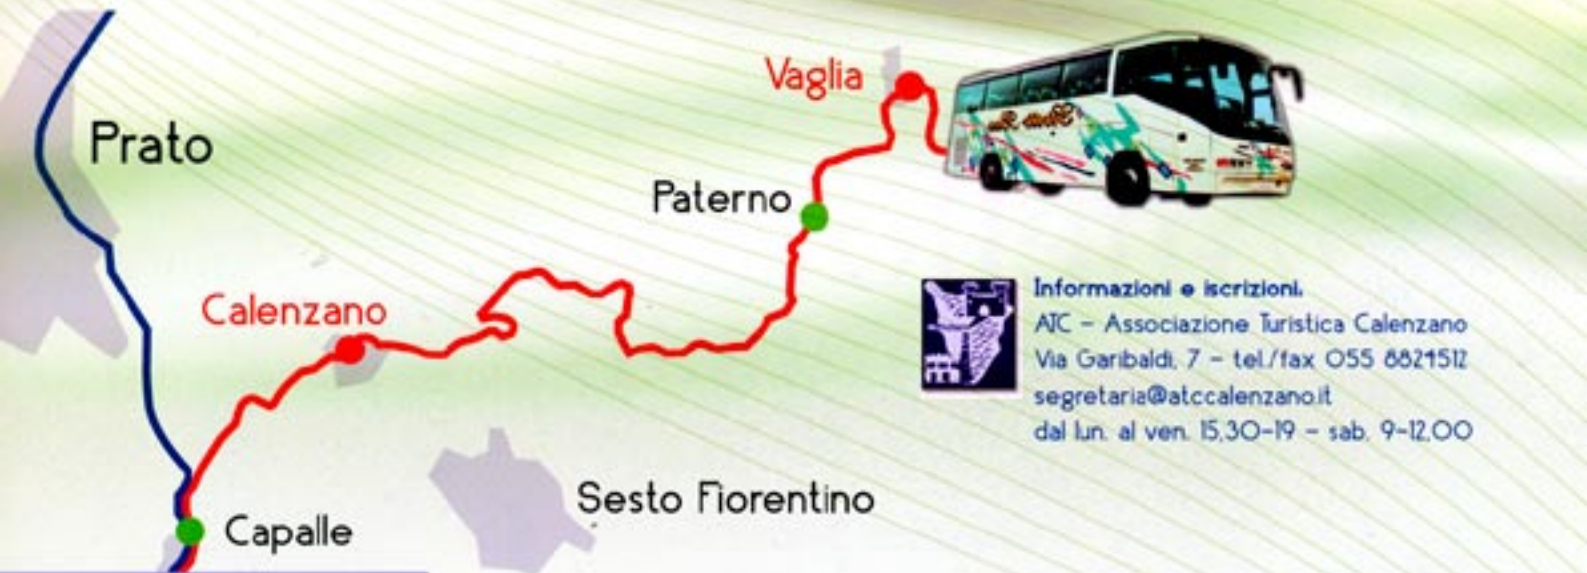 Prato
Vaglia
Paterno
Calenzano
Informazioni e iscrizioni.
ATC - Associazione Turistica Calenzano
Via Garibaldi, 7 - tel./fax 055
segretaria@atccalenzano.it
dal lun. al ven. 15,30-19 - sab. 9-12,00
Sesto Fiorentino
Capalle